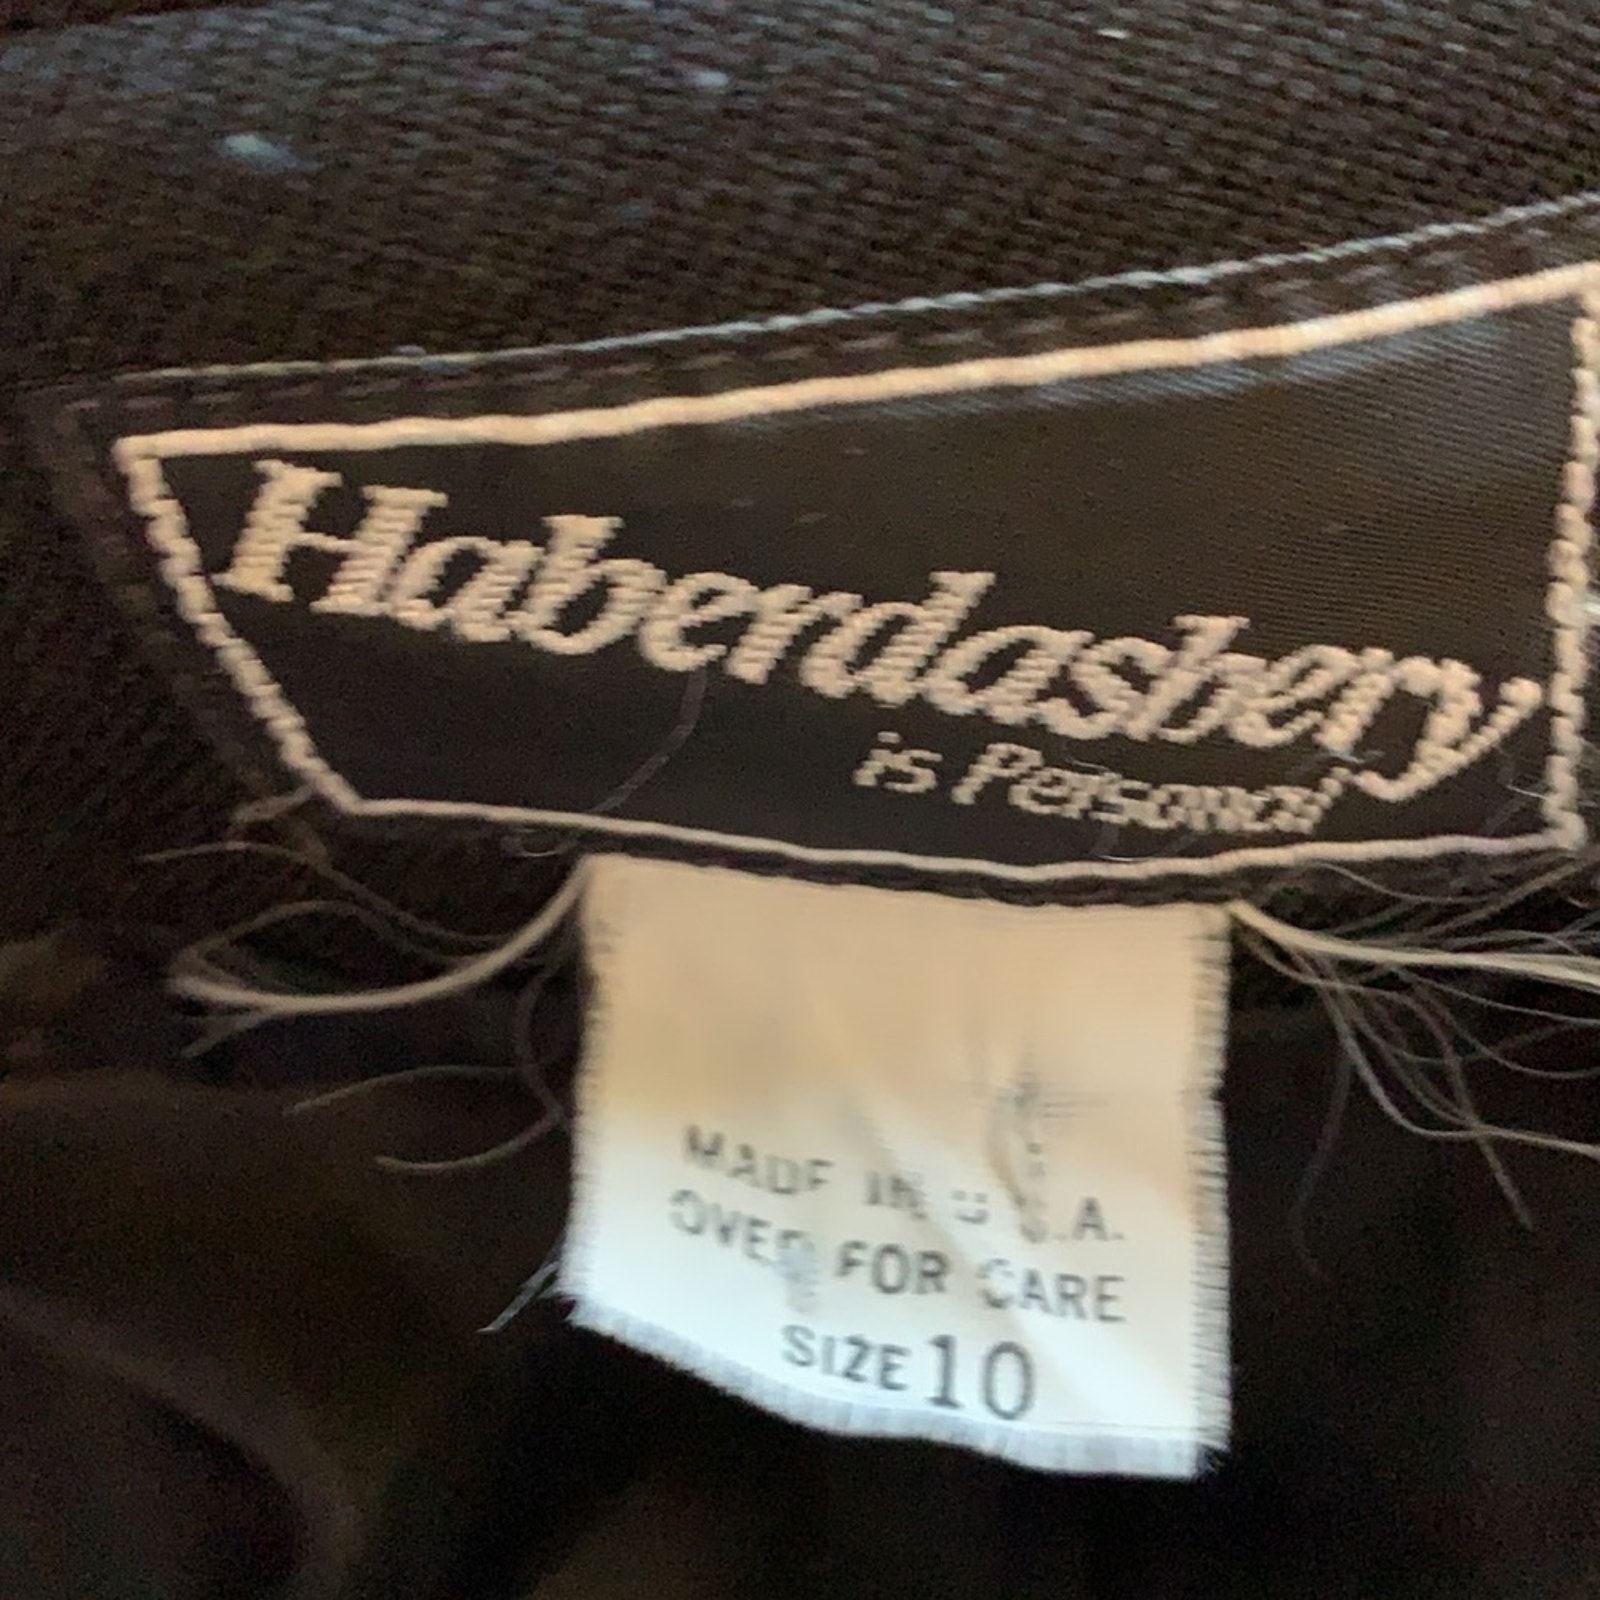 Haberdashery
is Personal
MADE IN U.S.A.
OVER FOR CARE
SIZE 10